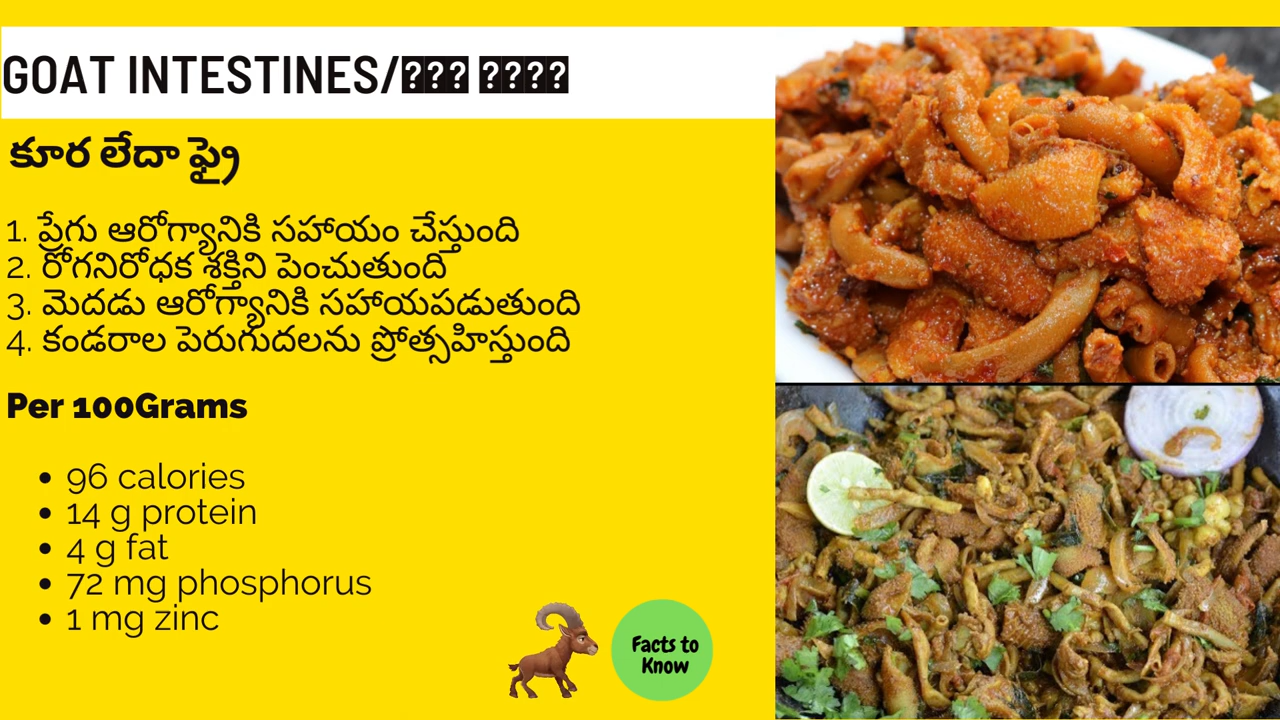 GOAT INTESTINES/
కూర లేదా ఫ్రై
1. ప్రేగు ఆరోగ్యానికి సహాయం చేస్తుంది
2. రోగనిరోధక శక్తిని పెంచుతుంది
3. మెదడు ఆరోగ్యానికి సహాయపడుతుంది
4. కండరాల పెరుగుదలను ప్రోత్సహిస్తుంది
Per 100Grams
• 96 calories
• 14 g protein
• 4 g fat
• 72 mg phosphorus
• 1 mg zinc
Facts to
Know